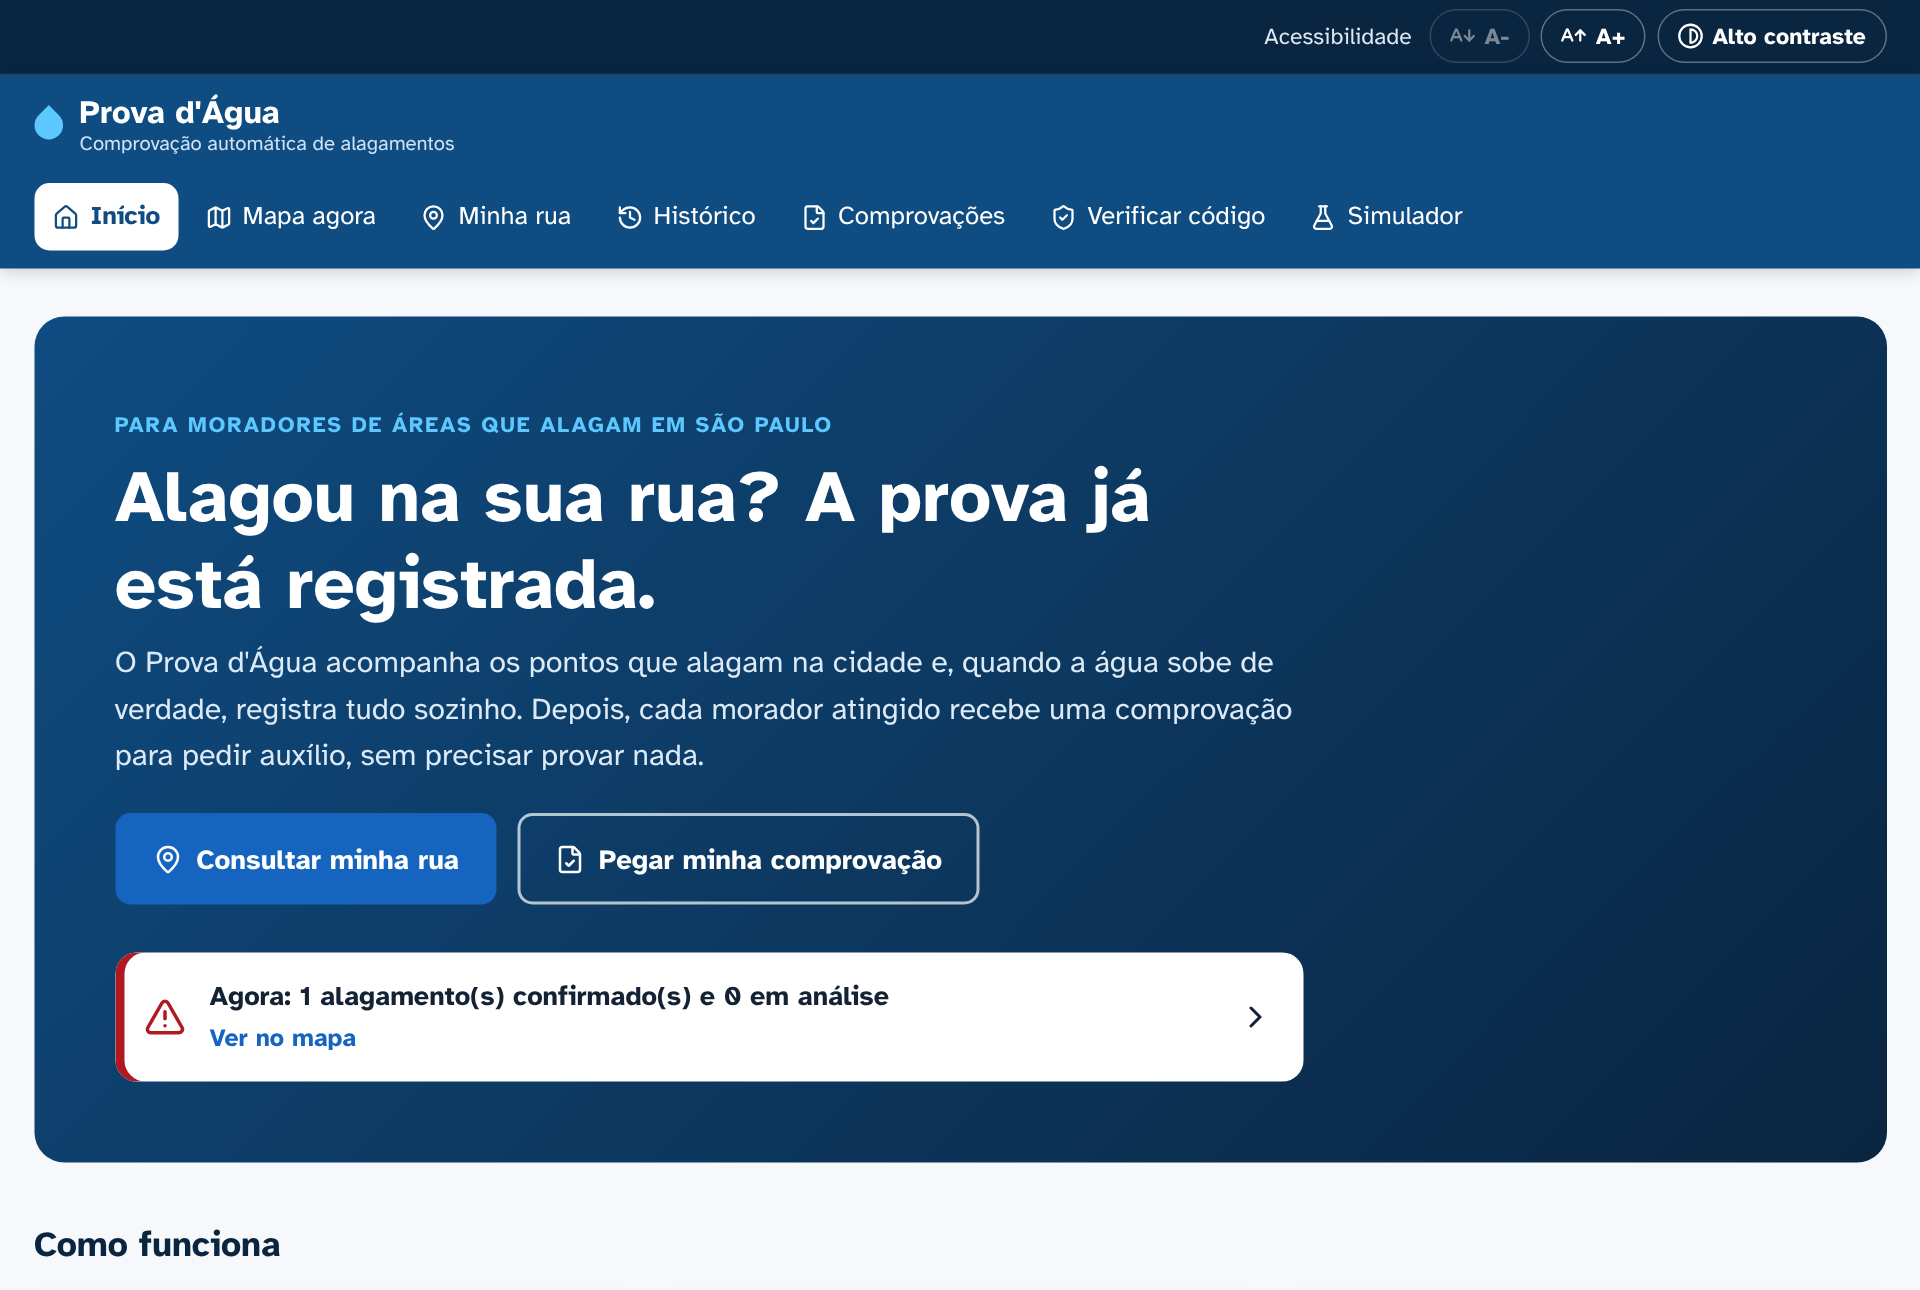 Acessibilidade
A↓ A-
A↑ A+
Alto contraste
Prova d'Água
Comprovação automática de alagamentos
Início
Mapa agora
Minha rua
Histórico
Comprovações
Verificar código
Simulador
PARA MORADORES DE ÁREAS QUE ALAGAM EM SÃO PAULO
Alagou na sua rua? A prova já
está registrada.
O Prova d'Água acompanha os pontos que alagam na cidade e, quando a água sobe de
verdade, registra tudo sozinho. Depois, cada morador atingido recebe uma comprovação
para pedir auxílio, sem precisar provar nada.
Consultar minha rua
Pegar minha comprovação
Agora: 1 alagamento(s) confirmado(s) e 0 em análise
Ver no mapa
Como funciona